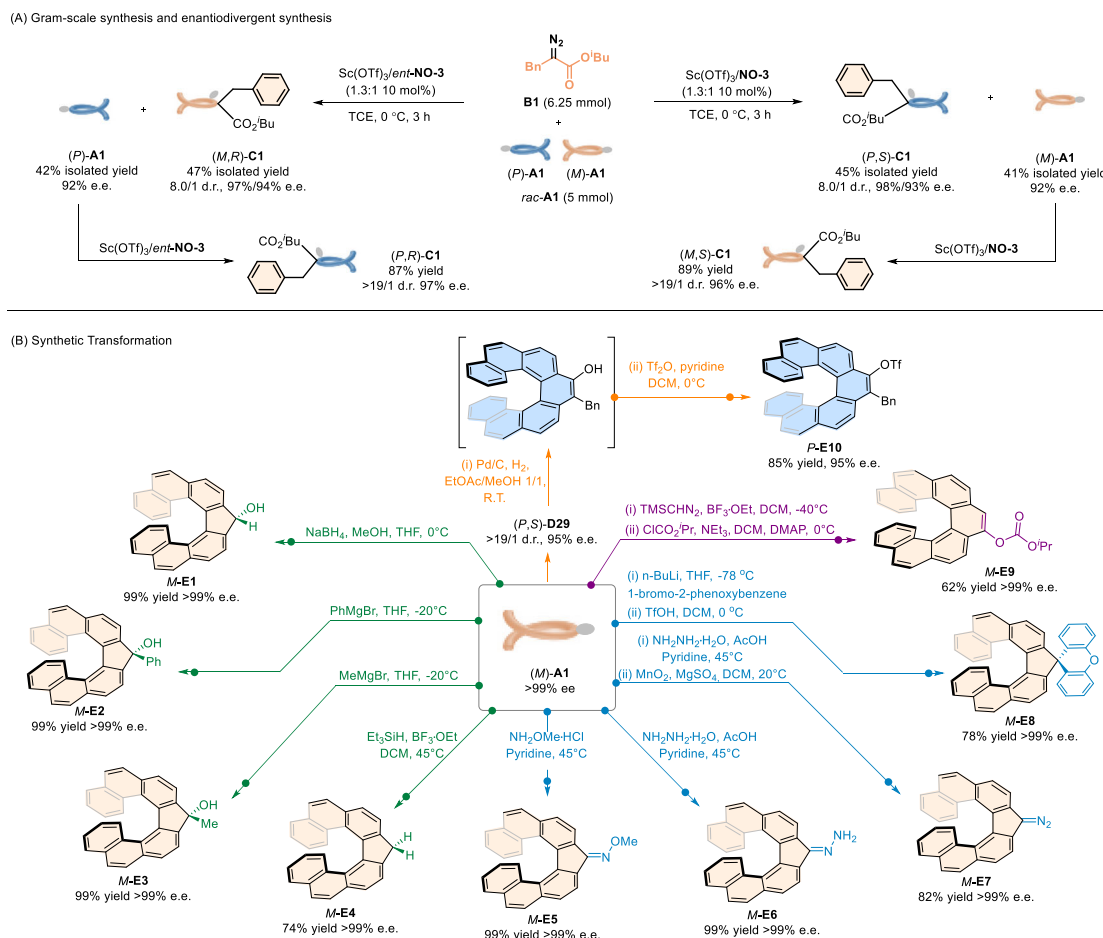 (A) Gram-scale synthesis and enantiodivergent synthesis
Sc(OTf)₃/ent-NO-3
(1.3:1 10 mol%)
TCE, 0 °C, 3 h
N₂
Bn
OⁱBu
O
B1 (6.25 mmol)
+
(P)-A1 (M)-A1
rac-A1 (5 mmol)
Sc(OTf)₃/NO-3
(1.3:1 10 mol%)
TCE, 0 °C, 3 h
+
CO₂ⁱBu
(P)-A1
42% isolated yield
92% e.e.
(M,R)-C1
47% isolated yield
8.0/1 d.r., 97%/94% e.e.
CO₂ⁱBu
+
(P,S)-C1
45% isolated yield
8.0/1 d.r., 98%/93% e.e.
(M)-A1
41% isolated yield
92% e.e.
Sc(OTf)₃/ent-NO-3
CO₂ⁱBu
(P,R)-C1
87% yield
>19/1 d.r. 97% e.e.
(M,S)-C1
89% yield
>19/1 d.r. 96% e.e.
CO₂ⁱBu
Sc(OTf)₃/NO-3
(B) Synthetic Transformation
OH
Bn
(ii) Tf₂O, pyridine
DCM, 0°C
OTf
Bn
P-E10
85% yield, 95% e.e.
(i) Pd/C, H₂,
EtOAc/MeOH 1/1,
R.T.
(P,S)-D29
>19/1 d.r., 95% e.e.
OH
H
M-E1
99% yield >99% e.e.
NaBH₄, MeOH, THF, 0°C
(i) TMSCHN₂, BF₃·OEt, DCM, -40°C
(ii) ClCO₂ⁱPr, NEt₃, DCM, DMAP, 0°C
O
O
OⁱPr
M-E9
62% yield >99% e.e.
PhMgBr, THF, -20°C
OH
Ph
M-E2
99% yield >99% e.e.
(M)-A1
>99% ee
(i) n-BuLi, THF, -78 °C
1-bromo-2-phenoxybenzene
(ii) TfOH, DCM, 0 °C
O
M-E8
78% yield >99% e.e.
(i) NH₂NH₂·H₂O, AcOH
Pyridine, 45°C
(ii) MnO₂, MgSO₄, DCM, 20°C
MeMgBr, THF, -20°C
OH
Me
M-E3
99% yield >99% e.e.
Et₃SiH, BF₃·OEt
DCM, 45°C
H
H
M-E4
74% yield >99% e.e.
NH₂OMe·HCl
Pyridine, 45°C
OMe
N
M-E5
99% yield >99% e.e.
NH₂NH₂·H₂O, AcOH
Pyridine, 45°C
NH₂
N
M-E6
99% yield >99% e.e.
N₂
M-E7
82% yield >99% e.e.